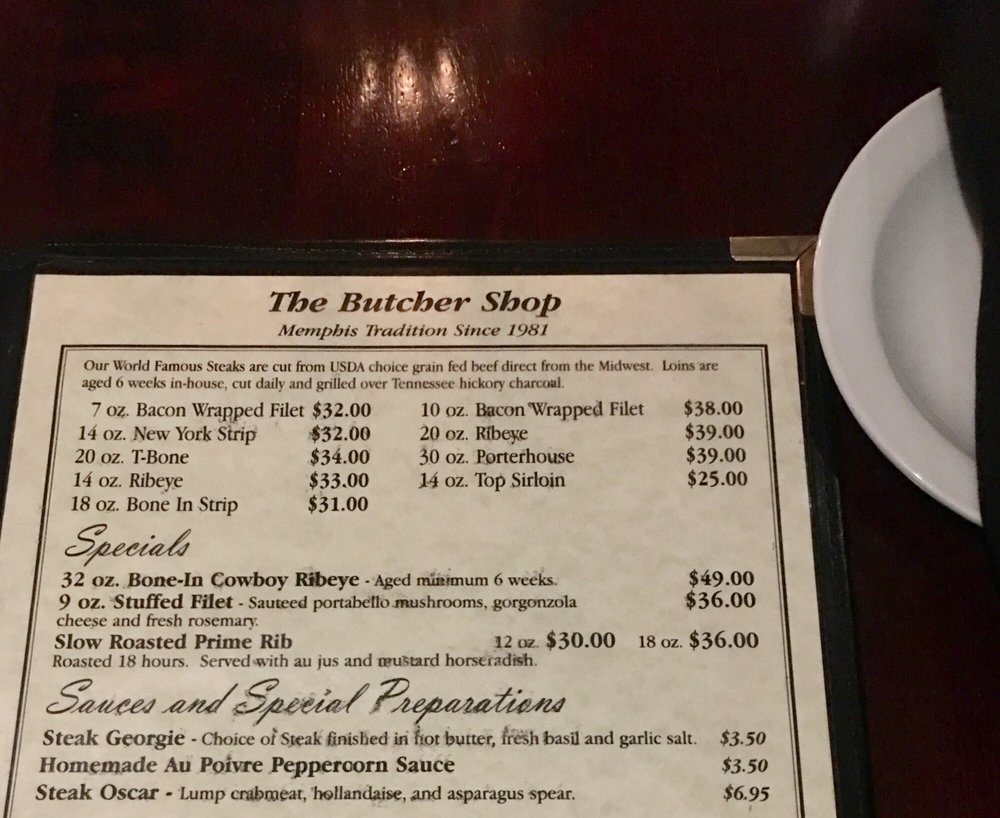 The Butcher Shop
Memphis Tradition Since 1981
Our World Famous Steaks are cut from USDA choice grain fed beef direct from the Midwest. Loins are
aged 6 weeks in-house, cut daily and grilled over Tennessee hickory charcoal.
7 oz. Bacon Wrapped Filet $32.00 10 oz. Bacon Wrapped Filet $38.00
14 oz. New York Strip $32.00 20 oz. Ribeye $39.00
20 oz. T-Bone $34.00 30 oz. Porterhouse $39.00
14 oz. Ribeye $33.00 14 oz. Top Sirloin $25.00
18 oz. Bone In Strip $31.00
Specials
32 oz. Bone-In Cowboy Ribeye - Aged minimum 6 weeks. $49.00
9 oz. Stuffed Filet - Sauteed portabello mushrooms, gorgonzola $36.00
cheese and fresh rosemary.
Slow Roasted Prime Rib 12 oz. $30.00 18 oz. $36.00
Roasted 18 hours. Served with au jus and mustard horseradish.
Sauces and Special Preparations
Steak Georgie - Choice of Steak finished in hot butter, fresh basil and garlic salt. $3.50
Homemade Au Poivre Peppercorn Sauce $3.50
Steak Oscar - Lump crabmeat, hollandaise, and asparagus spear. $6.95